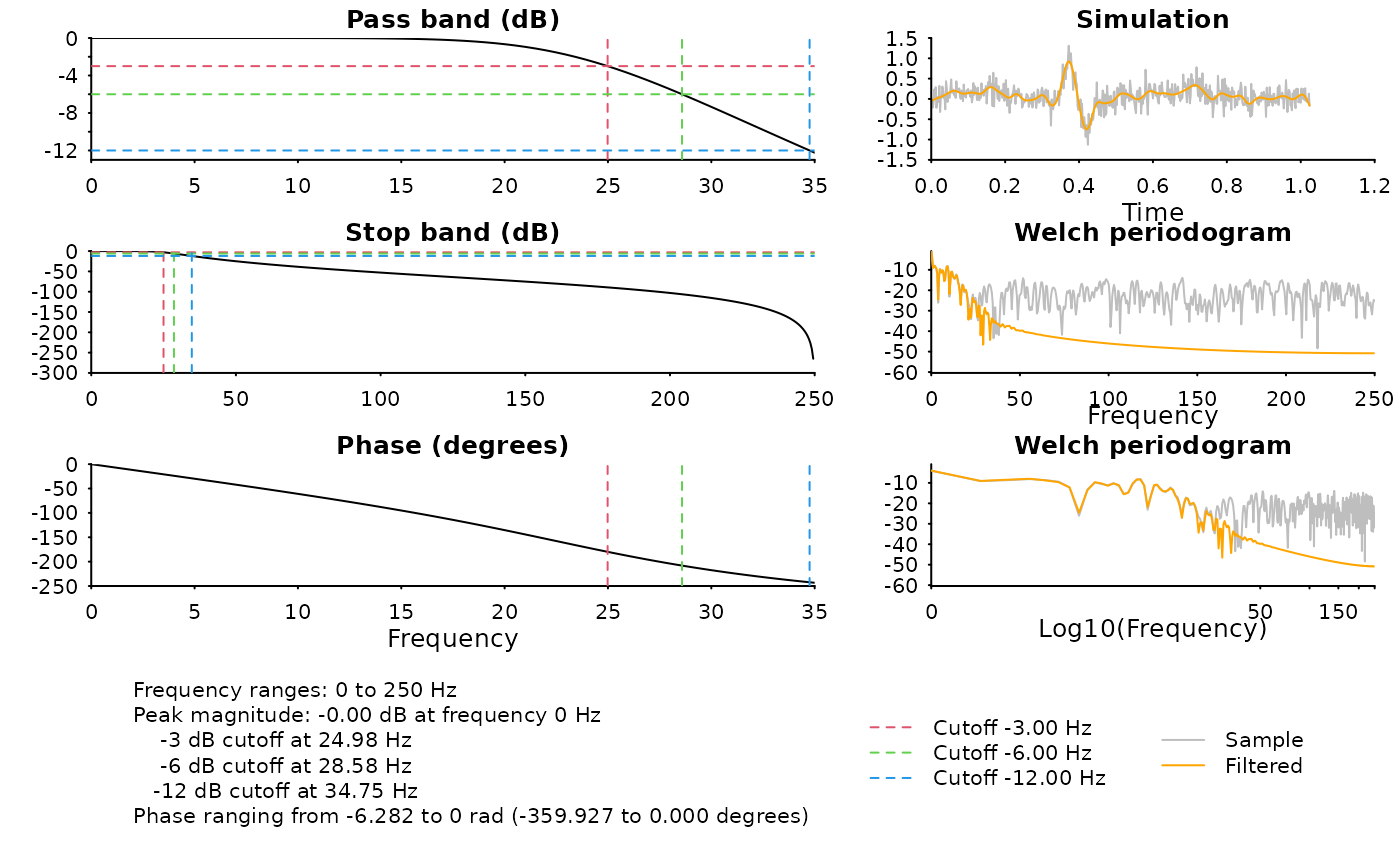 Pass band (dB)
0
-4
-8
-12
0 5 10 15 20 25 30 35
Simulation
1.5
1.0
0.5
0.0
-0.5
-1.0
-1.5
0.0 0.2 0.4 0.6 0.8 1.0 1.2
Time
Stop band (dB)
0
-50
-100
-150
-200
-250
-300
0 50 100 150 200 250
Welch periodogram
-10
-20
-30
-40
-50
-60
0 50 100 150 200 250
Frequency
Phase (degrees)
0
-50
-100
-150
-200
-250
0 5 10 15 20 25 30 35
Frequency
Welch periodogram
-10
-20
-30
-40
-50
-60
0 50 150
Log10(Frequency)
Frequency ranges: 0 to 250 Hz
Peak magnitude: -0.00 dB at frequency 0 Hz
-3 dB cutoff at 24.98 Hz
-6 dB cutoff at 28.58 Hz
-12 dB cutoff at 34.75 Hz
Phase ranging from -6.282 to 0 rad (-359.927 to 0.000 degrees)
Cutoff -3.00 Hz
Cutoff -6.00 Hz
Cutoff -12.00 Hz
Sample
Filtered